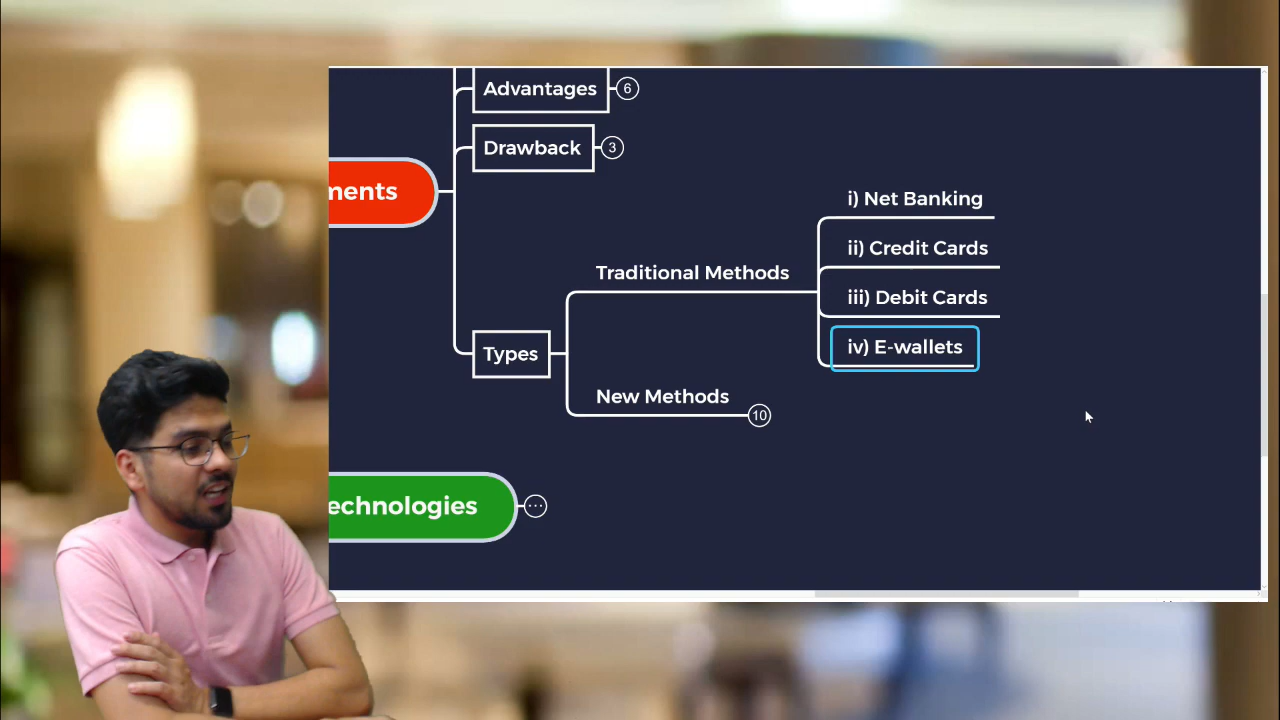 Advantages
6
Drawback
3
ments
i) Net Banking
ii) Credit Cards
Traditional Methods
iii) Debit Cards
iv) E-wallets
Types
New Methods
10
echnologies